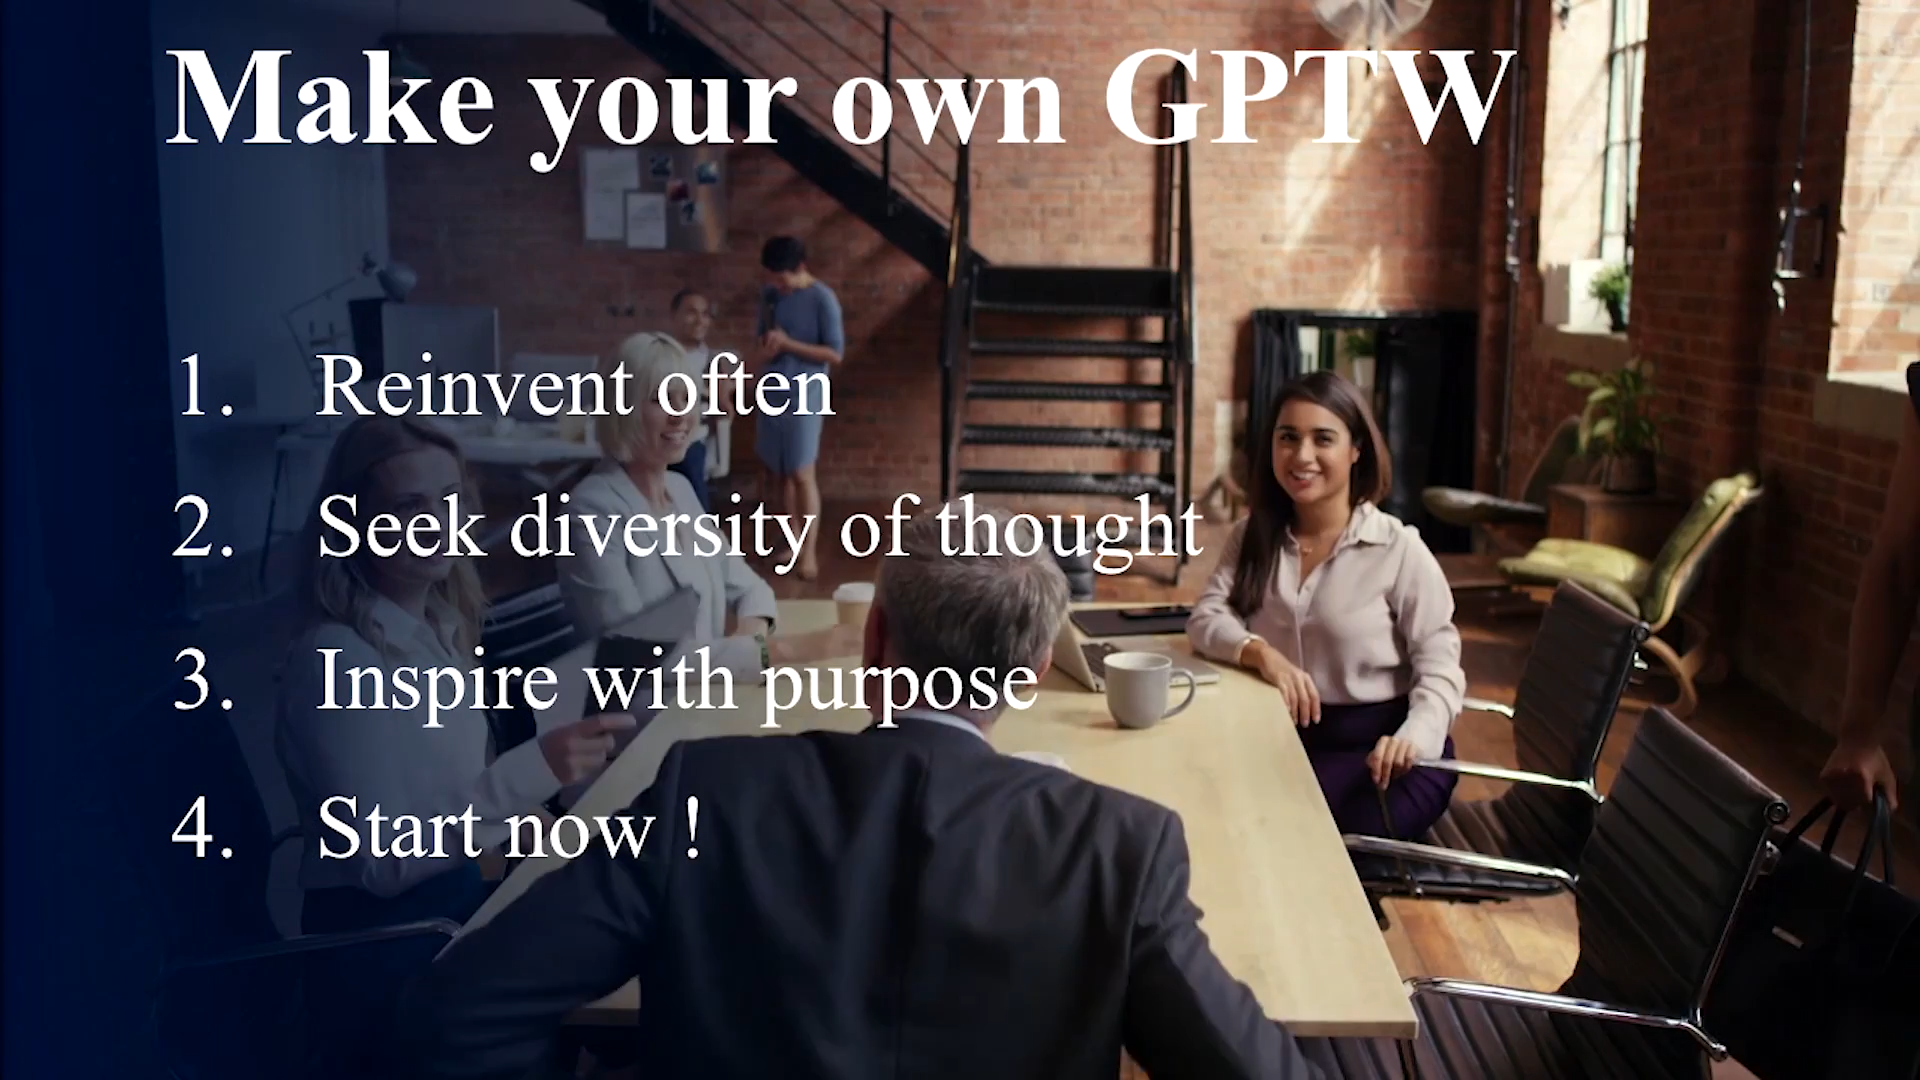 Make your own GPTW
1. Reinvent often
2. Seek diversity of thought
3. Inspire with purpose
4. Start now !